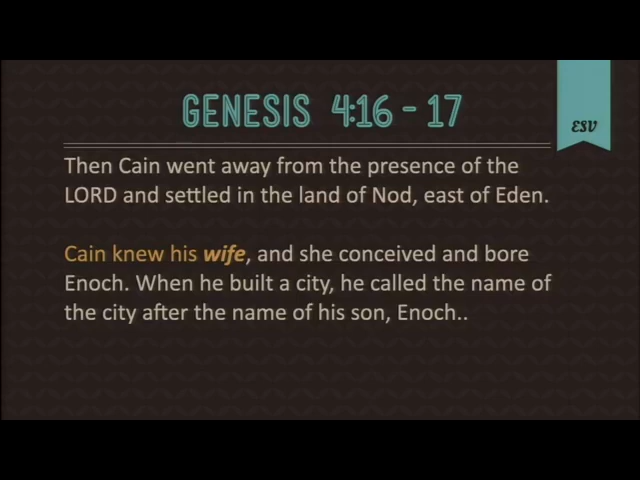 GENESIS 4:16 - 17
ESV
Then Cain went away from the presence of the
LORD and settled in the land of Nod, east of Eden.
Cain knew his wife, and she conceived and bore
Enoch. When he built a city, he called the name of
the city after the name of his son, Enoch..